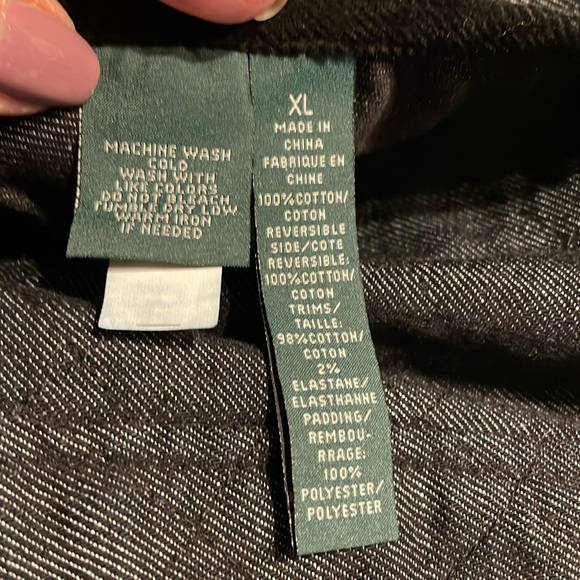 MACHINE WASH
COLD
WASH WITH
LIKE COLORS
DO NOT BLEACH
TUMBLE DRY LOW
WARM IRON
IF NEEDED
XL
MADE IN
CHINA
FABRIQUE EN
CHINE
100%COTTON/
COTON
REVERSIBLE
SIDE/COTE
REVERSIBLE:
100%COTTON/
COTON
TRIMS/
TAILLE:
98%COTTON/
COTON
2%
ELASTANE/
ELASTHANNE
PADDING/
REMBOU-
RRAGE:
100%
POLYESTER/
POLYESTER